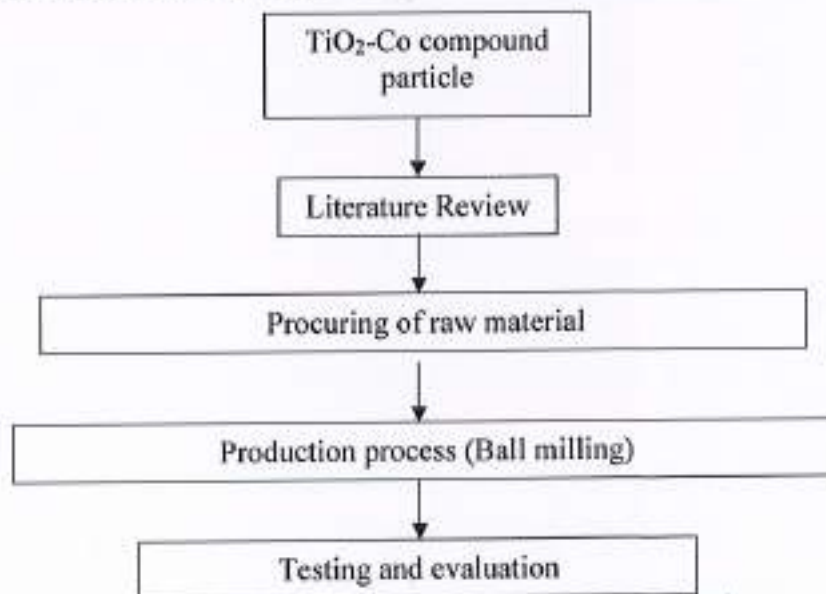 TiO₂-Co compound
particle
Literature Review
Procuring of raw material
Production process (Ball milling)
Testing and evaluation